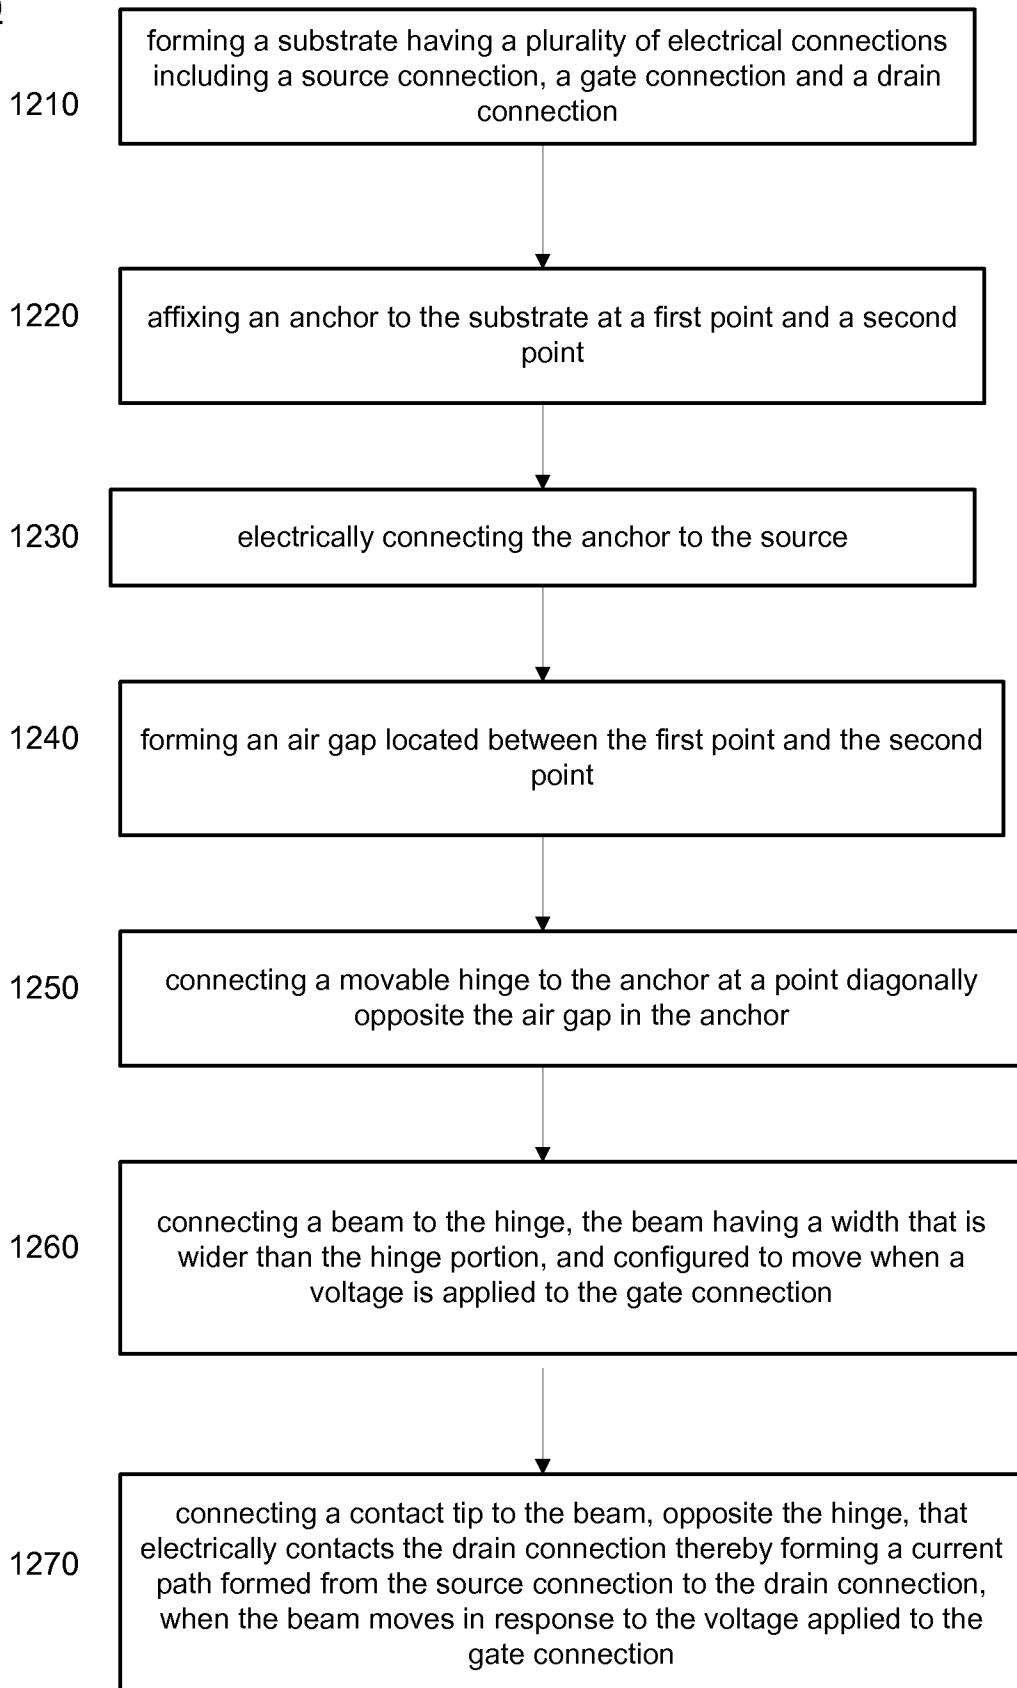 forming a substrate having a plurality of electrical connections
including a source connection, a gate connection and a drain
connection
1210
1220
affixing an anchor to the substrate at a first point and a second
point
1230
electrically connecting the anchor to the source
1240
forming an air gap located between the first point and the second
point
1250
connecting a movable hinge to the anchor at a point diagonally
opposite the air gap in the anchor
1260
connecting a beam to the hinge, the beam having a width that is
wider than the hinge portion, and configured to move when a
voltage is applied to the gate connection
1270
connecting a contact tip to the beam, opposite the hinge, that
electrically contacts the drain connection thereby forming a current
path formed from the source connection to the drain connection,
when the beam moves in response to the voltage applied to the
gate connection